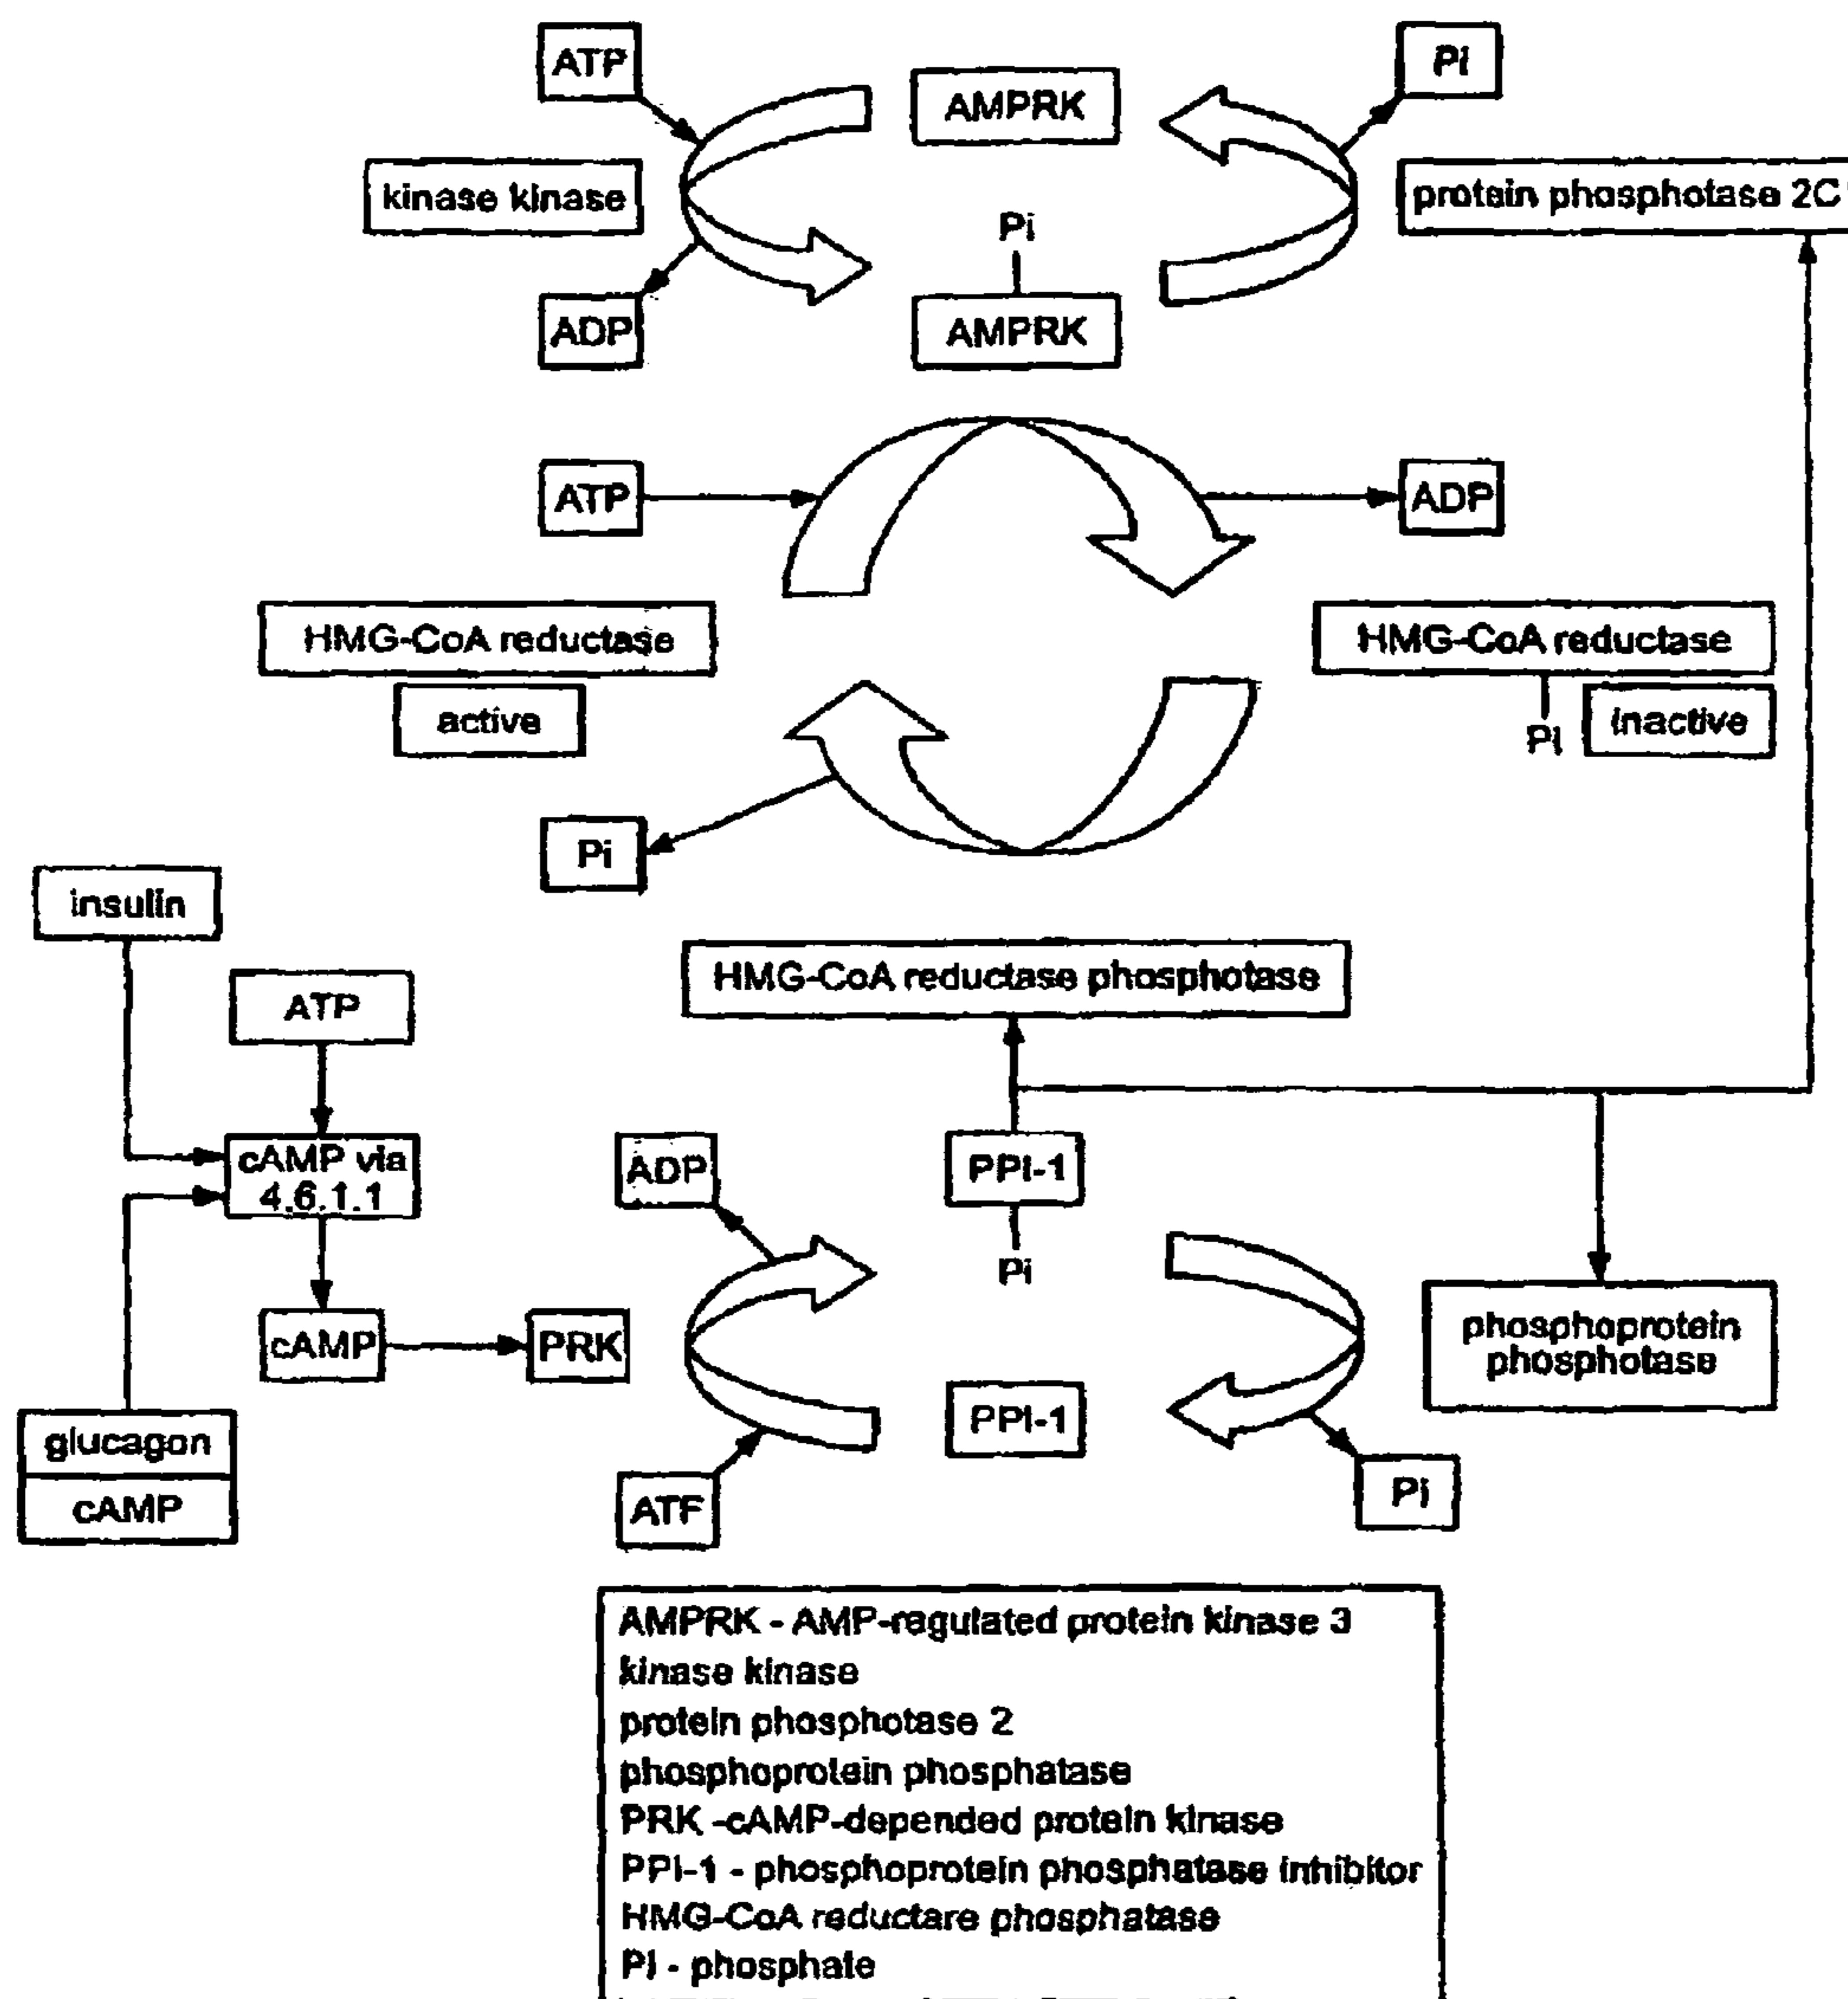 ATP
Pi
AMPRK
kinase kinase
protein phosphotase 2C
Pi
ADP
AMPRK
ATP
ADP
HMG-CoA reductase
HMG-CoA reductase
active
Pi
inactive
Pi
insulin
HMG-CoA reductase phosphotase
ATP
cAMP via
4.6.1.1
ADP
PPI-1
Pi
cAMP
PRK
phosphoprotein
phosphotase
PPI-1
glucagon
cAMP
ATF
Pi
AMPRK - AMP-ragulated protein kinase 3
kinase kinase
protein phosphotase 2
phosphoprotein phosphatase
PRK -cAMP-depended protein kinase
PPI-1 - phosphoprotein phosphatase inhibitor
HMG-CoA reductare phosphatase
PI - phosphate